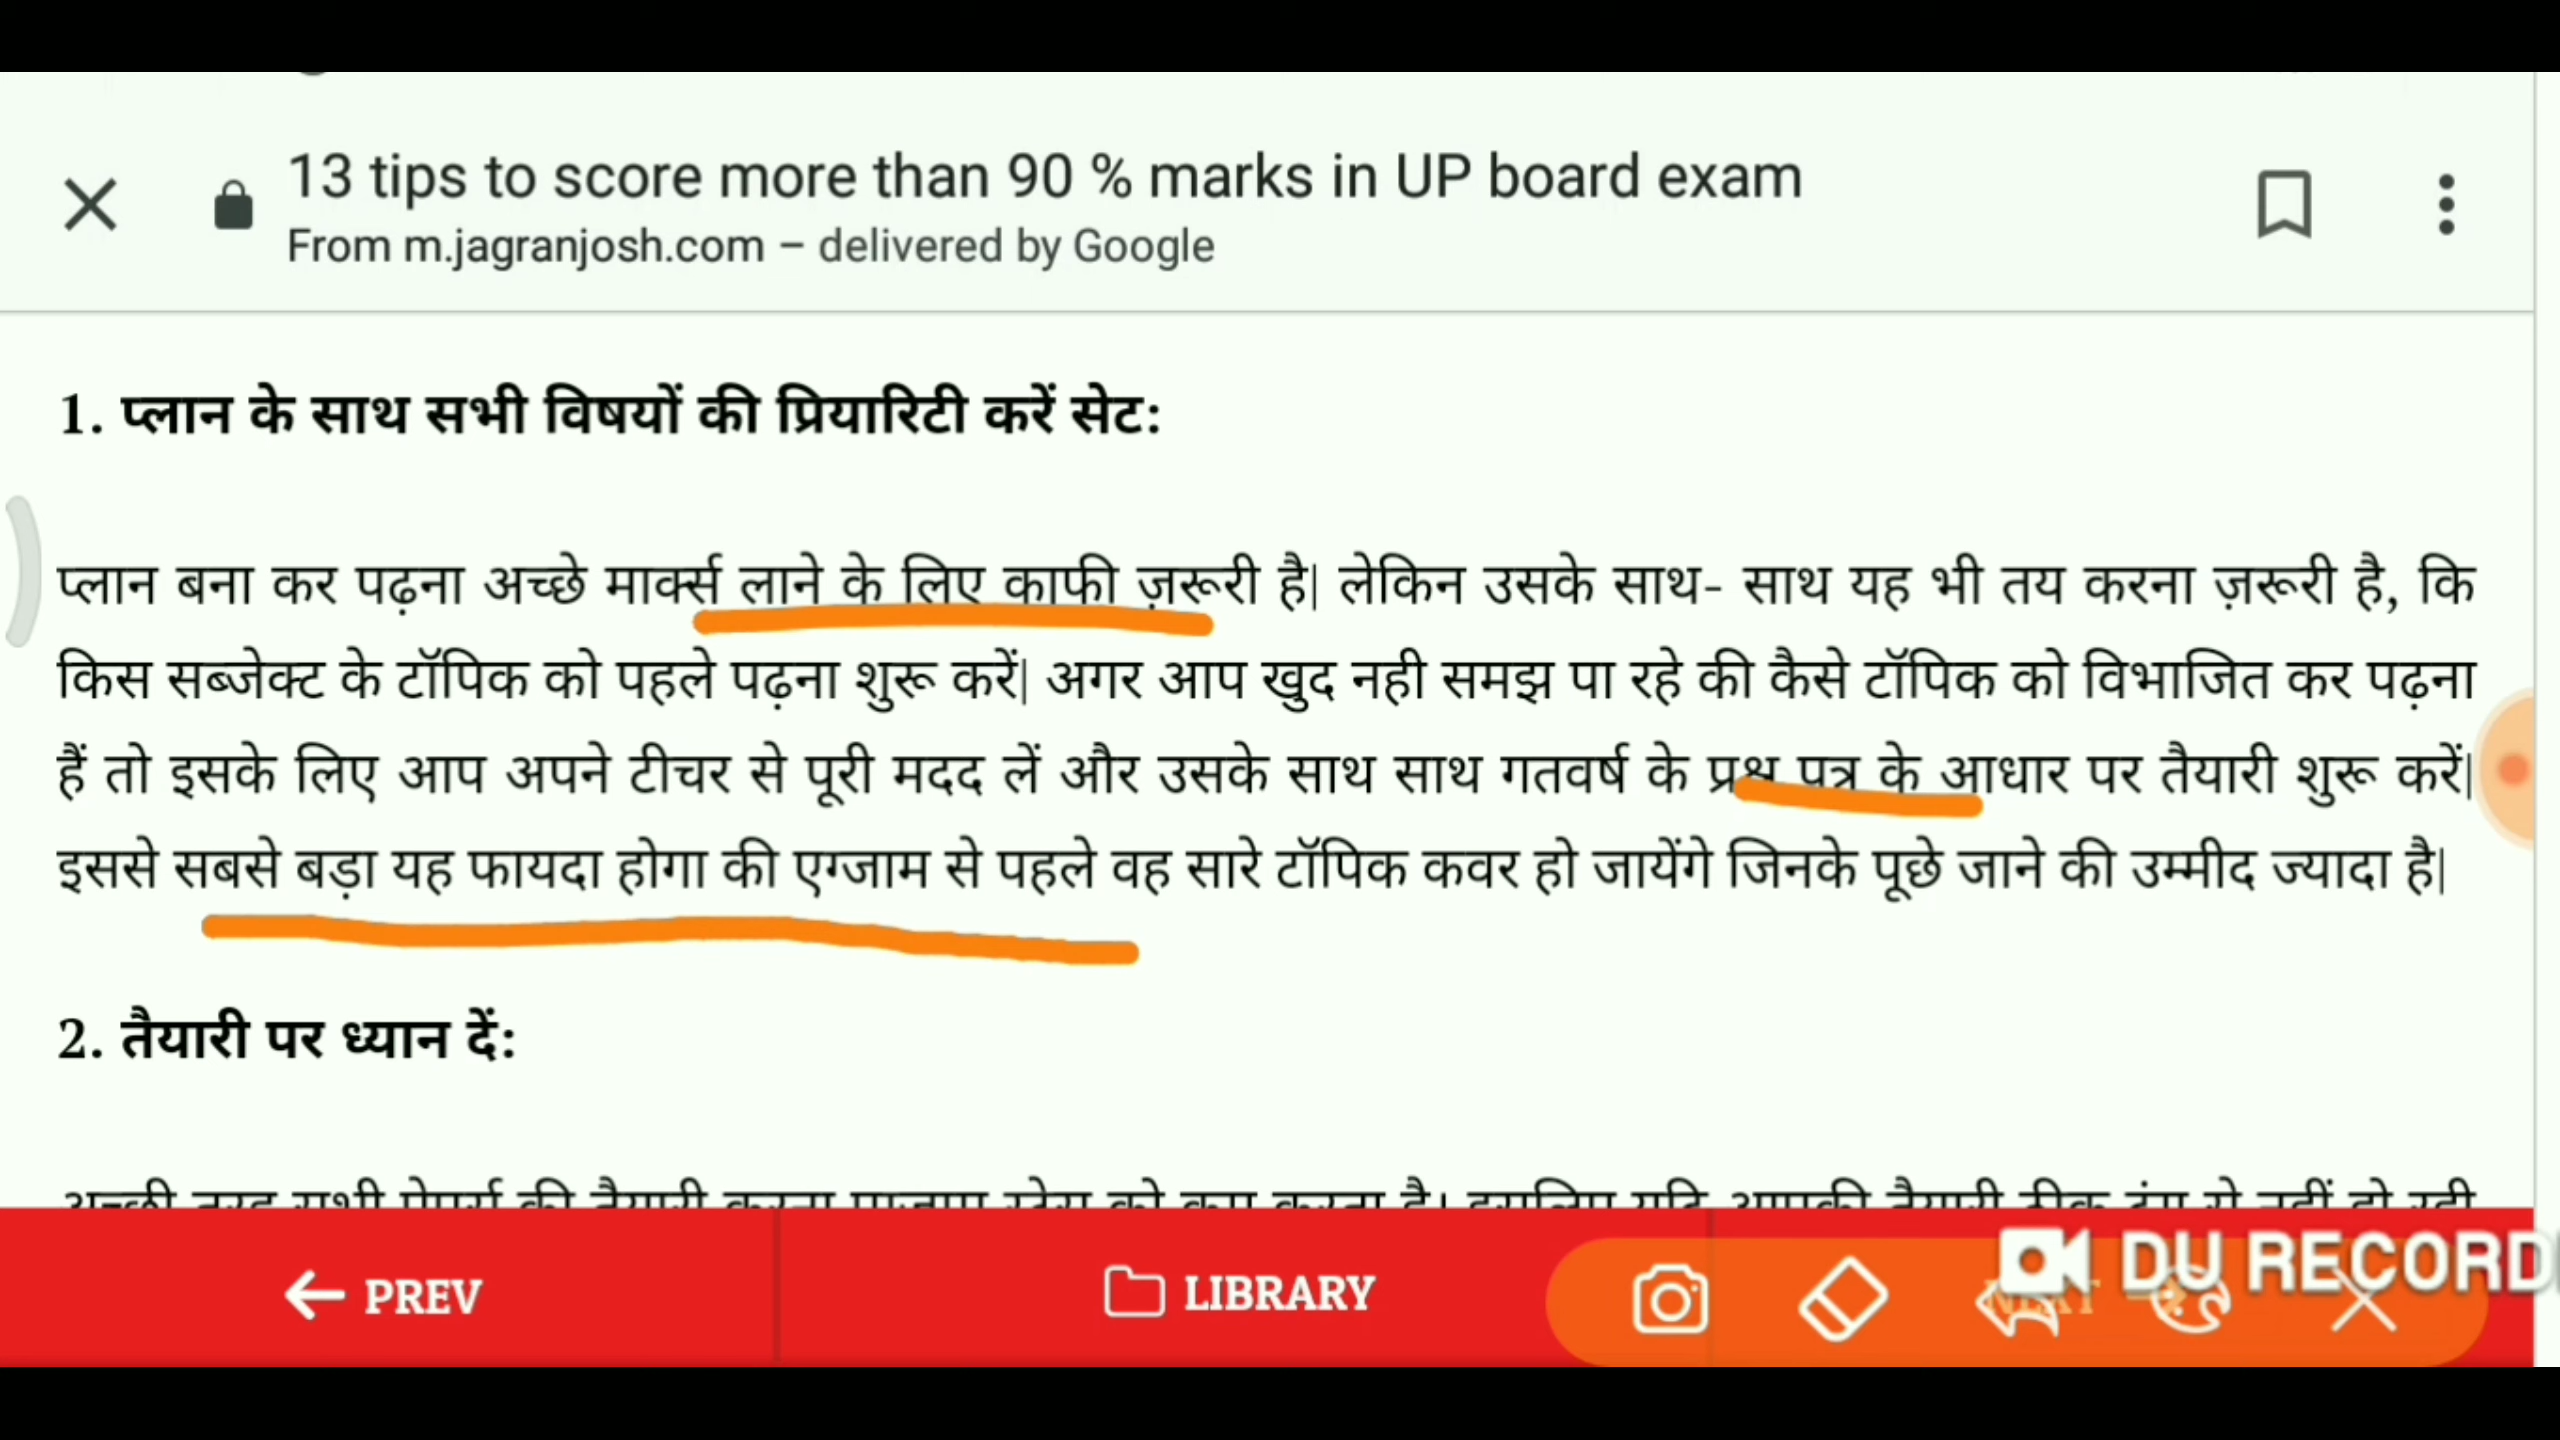 13 tips to score more than 90 % marks in UP board exam
From m.jagranjosh.com – delivered by Google
1. प्लान के साथ सभी विषयों की प्रियारिटी करें सेट:
प्लान बना कर पढ़ना अच्छे मार्क्स लाने के लिए काफी ज़रूरी है| लेकिन उसके साथ- साथ यह भी तय करना ज़रूरी है, कि
किस सब्जेक्ट के टॉपिक को पहले पढ़ना शुरू करें| अगर आप खुद नही समझ पा रहे की कैसे टॉपिक को विभाजित कर पढ़ना
हैं तो इसके लिए आप अपने टीचर से पूरी मदद लें और उसके साथ साथ गतवर्ष के प्रश्न पत्र के आधार पर तैयारी शुरू करें|
इससे सबसे बड़ा यह फायदा होगा की एग्जाम से पहले वह सारे टॉपिक कवर हो जायेंगे जिनके पूछे जाने की उम्मीद ज्यादा है|
2. तैयारी पर ध्यान दें:
PREV LIBRARY NEXT
DU RECORD